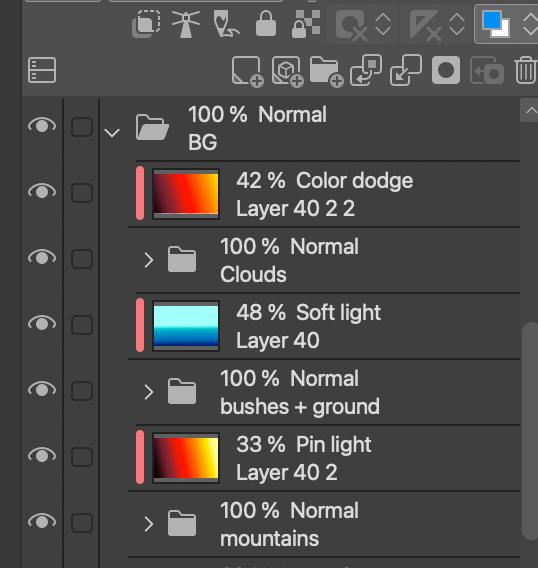 100 % Normal
BG
42 % Color dodge
Layer 40 2 2
100 % Normal
Clouds
48 % Soft light
Layer 40
100 % Normal
bushes + ground
33 % Pin light
Layer 40 2
100 % Normal
mountains